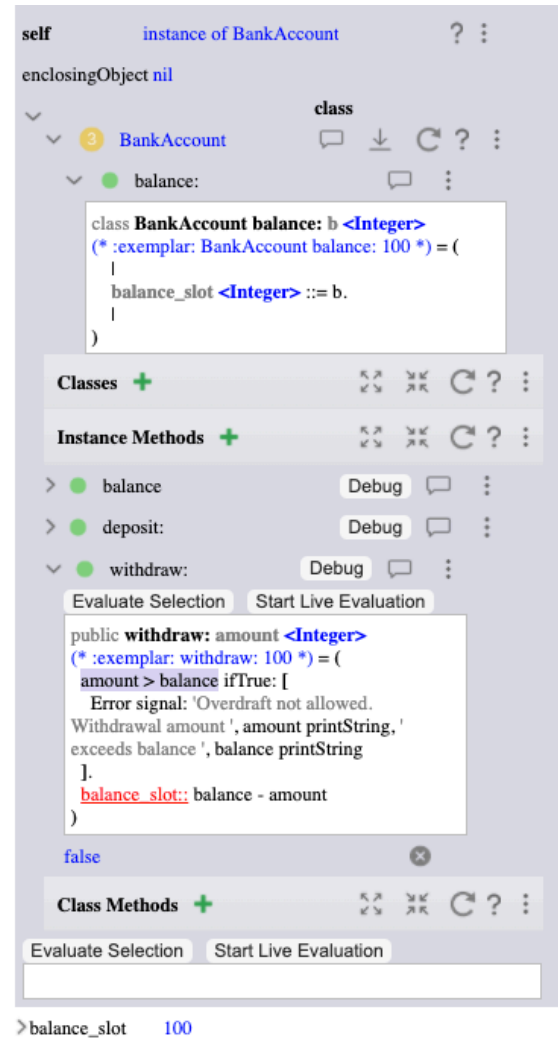 self instance of BankAccount ?
enclosingObject nil
class
3 BankAccount ?
balance:
class BankAccount balance: b <Integer>
(* :exemplar: BankAccount balance: 100 *) = (
|
balance_slot <Integer> ::= b.
|
)
Classes + ?
Instance Methods + ?
balance Debug
deposit: Debug
withdraw: Debug
Evaluate Selection Start Live Evaluation
public withdraw: amount <Integer>
(* :exemplar: withdraw: 100 *) = (
amount > balance ifTrue: [
Error signal: 'Overdraft not allowed.
Withdrawal amount ', amount printString, '
exceeds balance ', balance printString
].
balance_slot:: balance - amount
)
false
Class Methods + ?
Evaluate Selection Start Live Evaluation
balance_slot 100